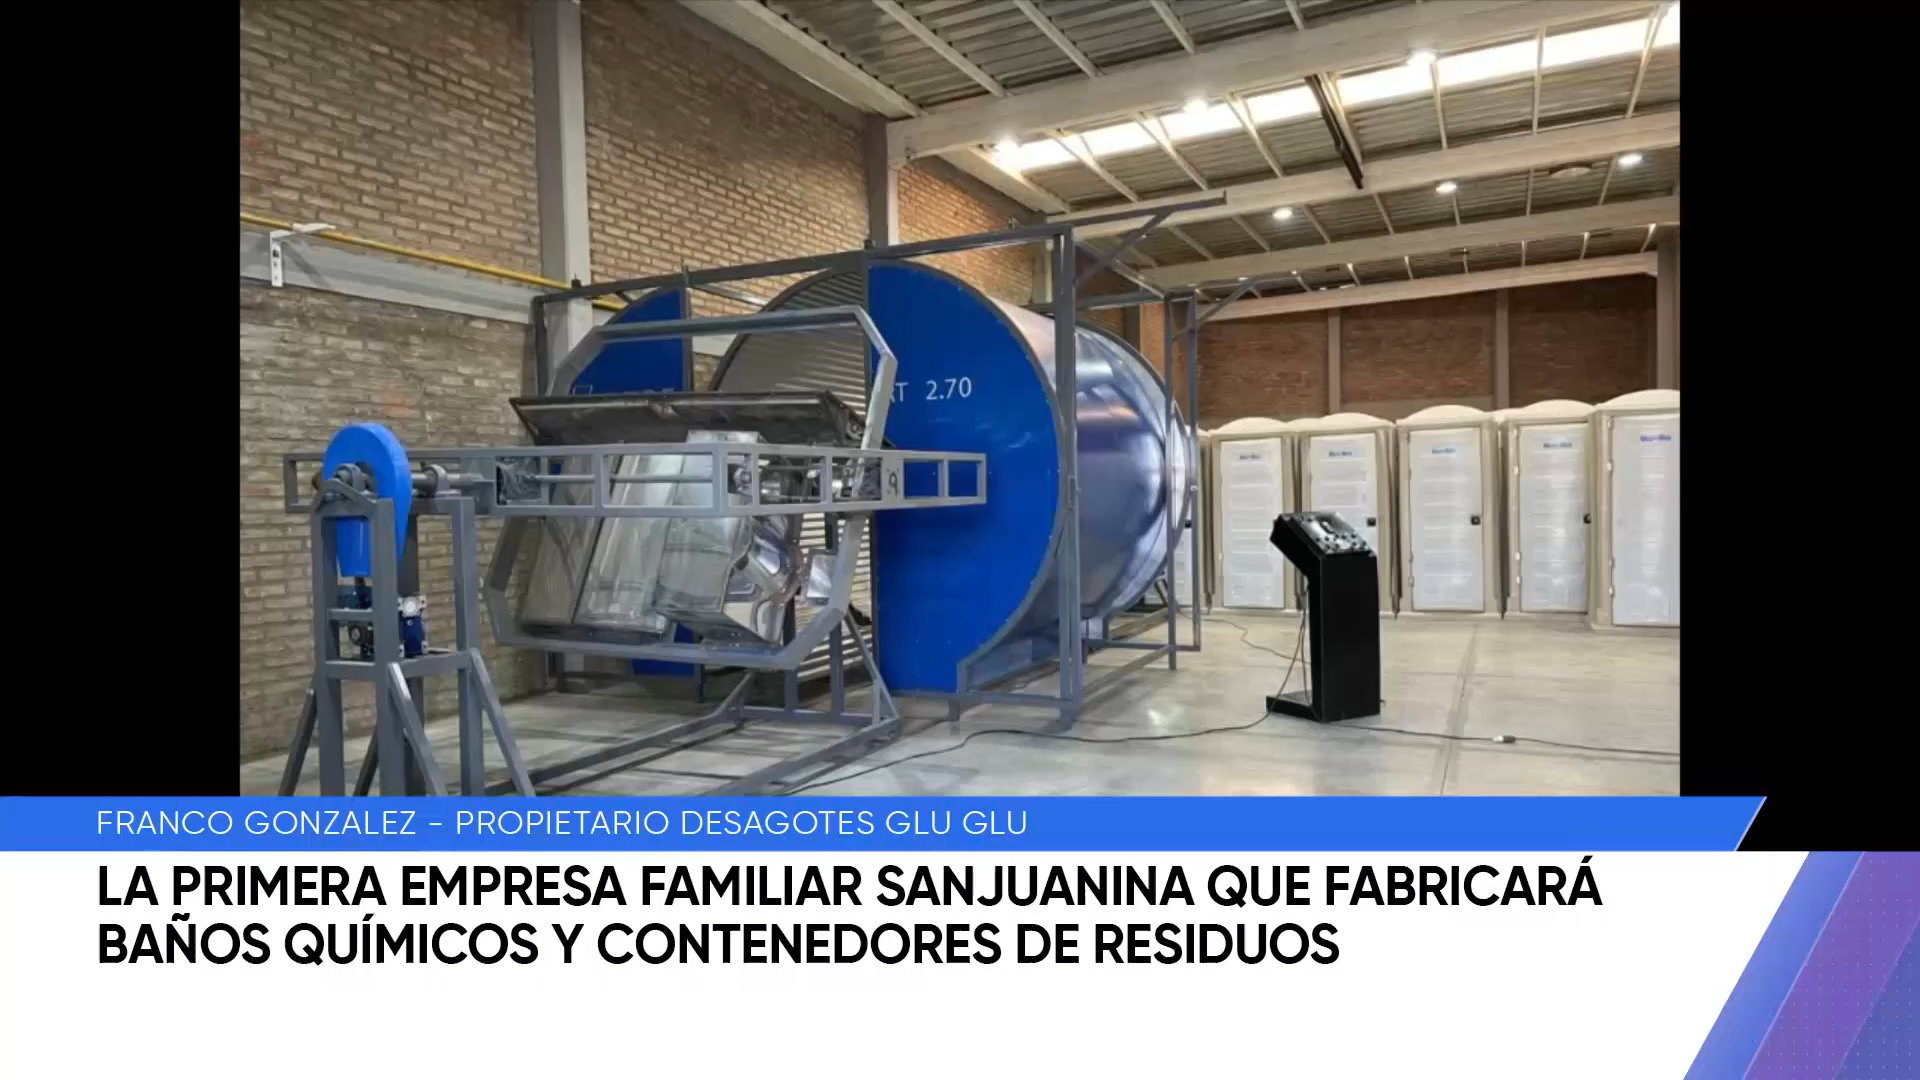 RT 2.70
FRANCO GONZALEZ - PROPIETARIO DESAGOTES GLU GLU
LA PRIMERA EMPRESA FAMILIAR SANJUANINA QUE FABRICARÁ
BAÑOS QUÍMICOS Y CONTENEDORES DE RESIDUOS